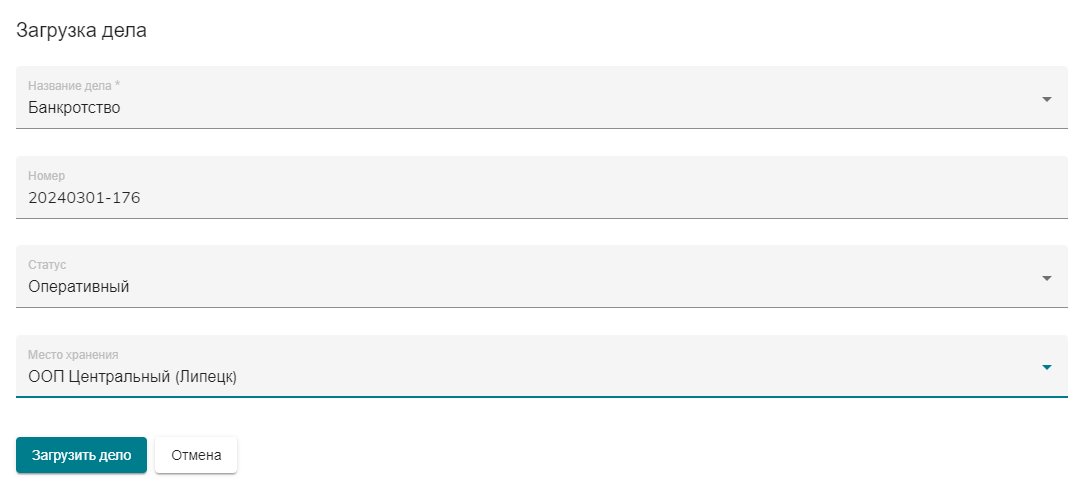 Загрузка дела
Название дела *
Банкротство
Номер
20240301-176
Статус
Оперативный
Место хранения
ООП Центральный (Липецк)
Загрузить дело
Отмена